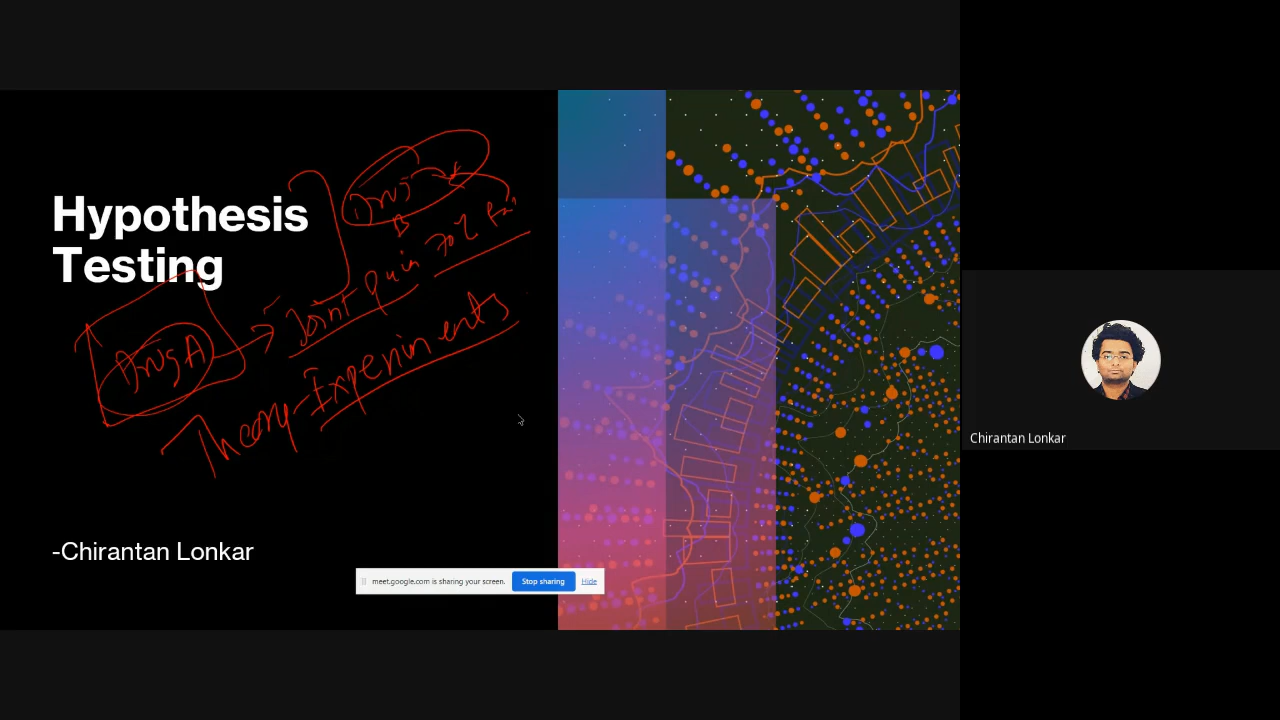 Hypothesis
Testing
Drug
B
Joint Pain 70%
Drug A
Theory - Experiments
-Chirantan Lonkar
meet.google.com is sharing your screen. Stop sharing Hide
Chirantan Lonkar